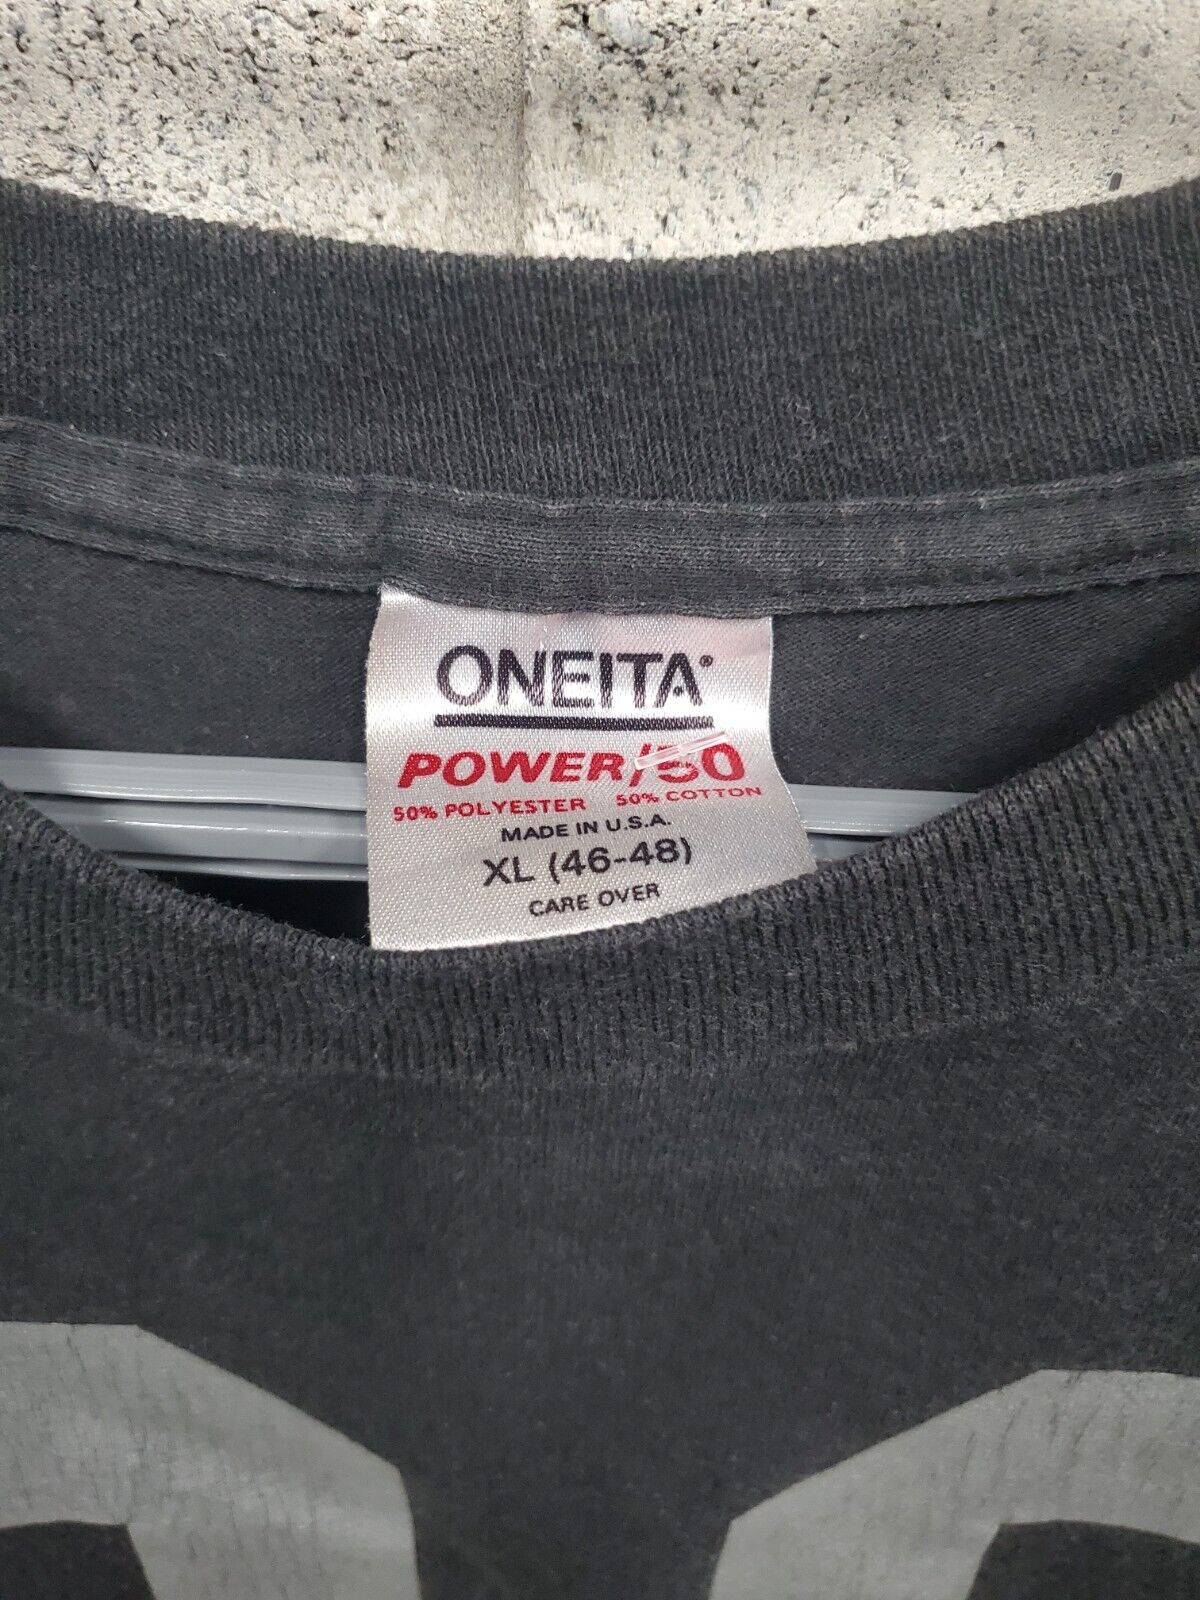 ONEITA®
POWER/50
50% POLYESTER 50% COTTON
MADE IN U.S.A.
XL (46-48)
CARE OVER